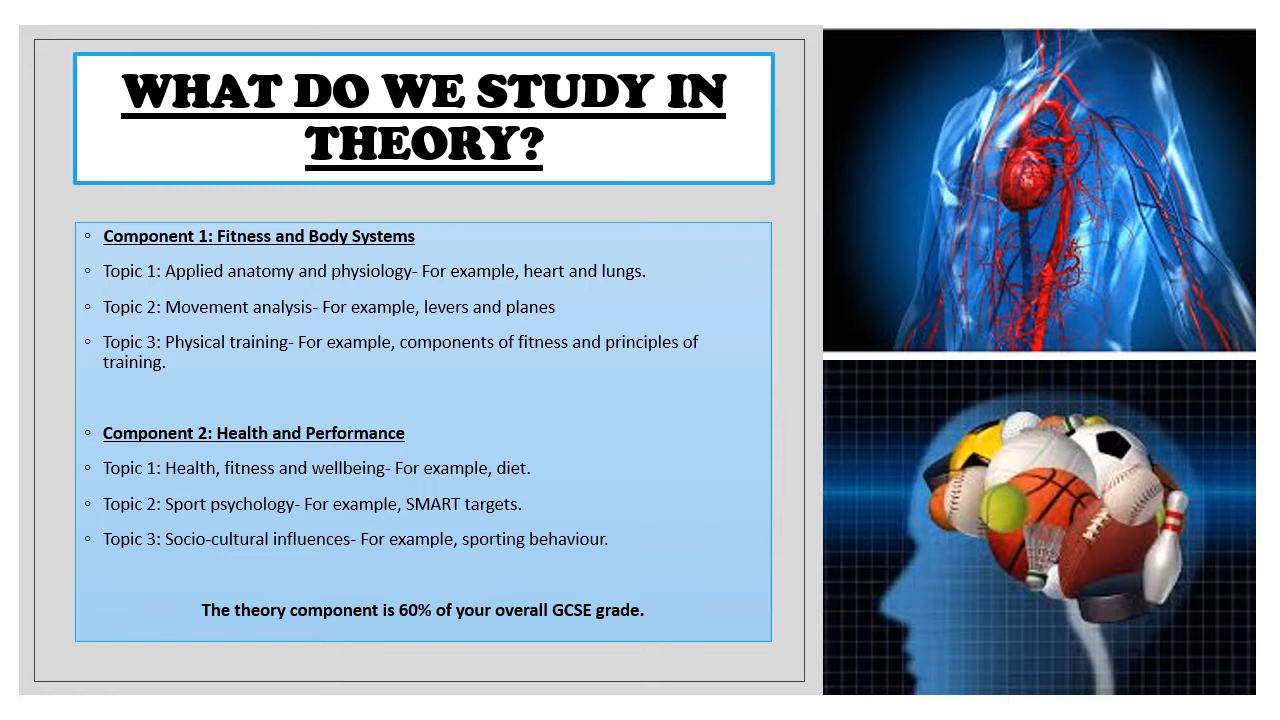 WHAT DO WE STUDY IN
THEORY?
◦ Component 1: Fitness and Body Systems
◦ Topic 1: Applied anatomy and physiology- For example, heart and lungs.
◦ Topic 2: Movement analysis- For example, levers and planes
◦ Topic 3: Physical training- For example, components of fitness and principles of
training.
◦ Component 2: Health and Performance
◦ Topic 1: Health, fitness and wellbeing- For example, diet.
◦ Topic 2: Sport psychology- For example, SMART targets.
◦ Topic 3: Socio-cultural influences- For example, sporting behaviour.
The theory component is 60% of your overall GCSE grade.